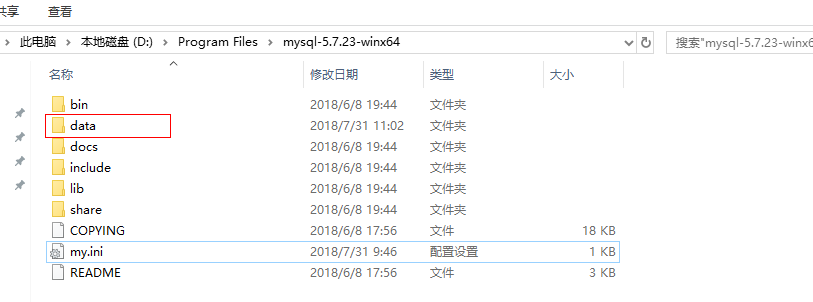 共享 查看
此电脑 本地磁盘 (D:) Program Files mysql-5.7.23-winx64 搜索"mysql-5.7.23-winx6
名称 修改日期 类型 大小
bin 2018/6/8 19:44 文件夹
data 2018/7/31 11:02 文件夹
docs 2018/6/8 19:44 文件夹
include 2018/6/8 19:44 文件夹
lib 2018/6/8 19:44 文件夹
share 2018/6/8 19:44 文件夹
COPYING 2018/6/8 17:56 文件 18 KB
my.ini 2018/7/31 9:46 配置设置 1 KB
README 2018/6/8 17:56 文件 3 KB